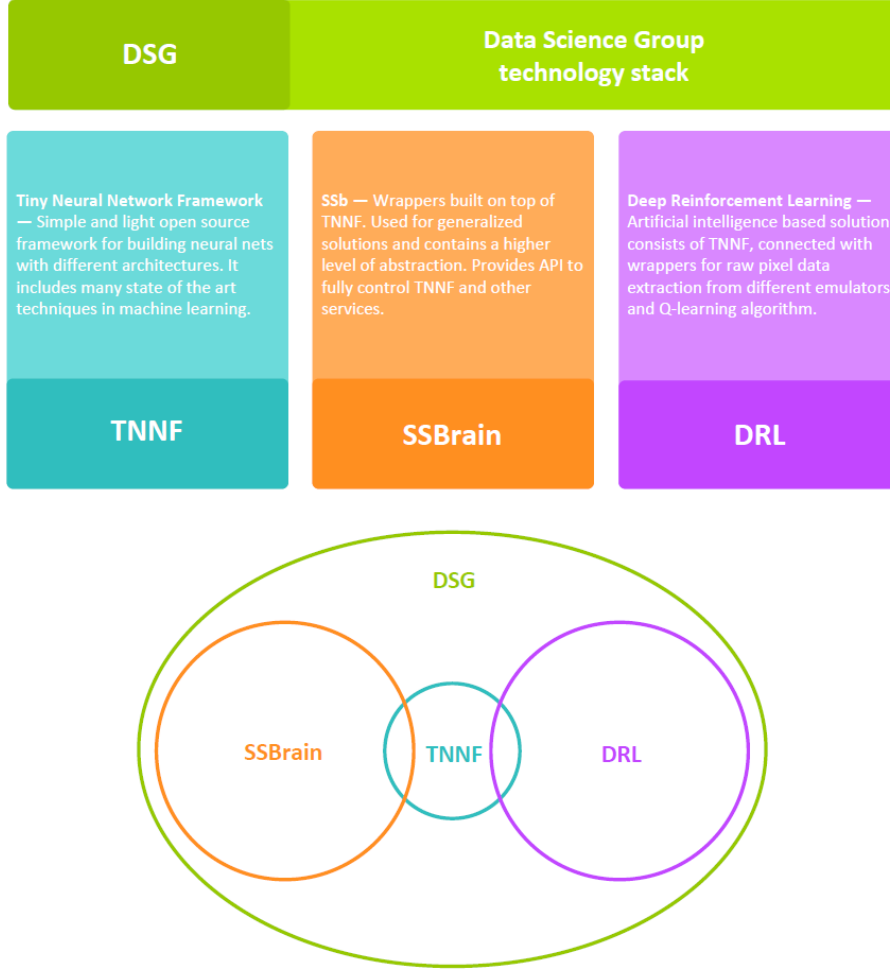 DSG
Data Science Group
technology stack
Tiny Neural Network Framework
— Simple and light open source
framework for building neural nets
with different architectures. It
includes many state of the art
techniques in machine learning.
TNNF
SSb — Wrappers built on top of
TNNF. Used for generalized
solutions and contains a higher
level of abstraction. Provides API to
fully control TNNF and other
services.
SSBrain
Deep Reinforcement Learning —
Artificial intelligence based solution
consists of TNNF, connected with
wrappers for raw pixel data
extraction from different emulators
and Q-learning algorithm.
DRL
DSG
SSBrain
TNNF
DRL